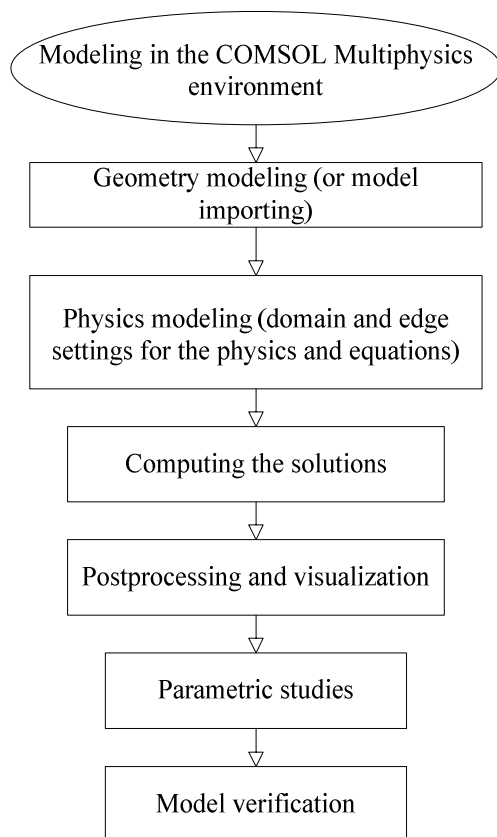 Modeling in the COMSOL Multiphysics
environment
Geometry modeling (or model
importing)
Physics modeling (domain and edge
settings for the physics and equations)
Computing the solutions
Postprocessing and visualization
Parametric studies
Model verification